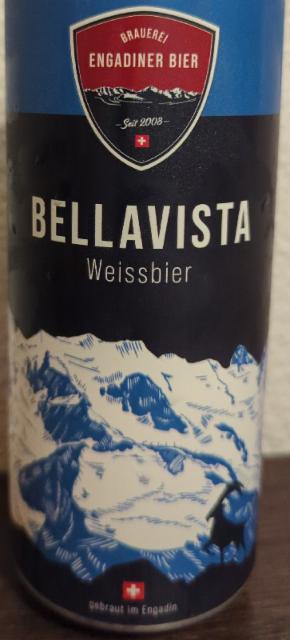 BRAUEREI
ENGADINER BIER
-Seit 2008-
BELLAVISTA
Weissbier
gebraut im Engadin